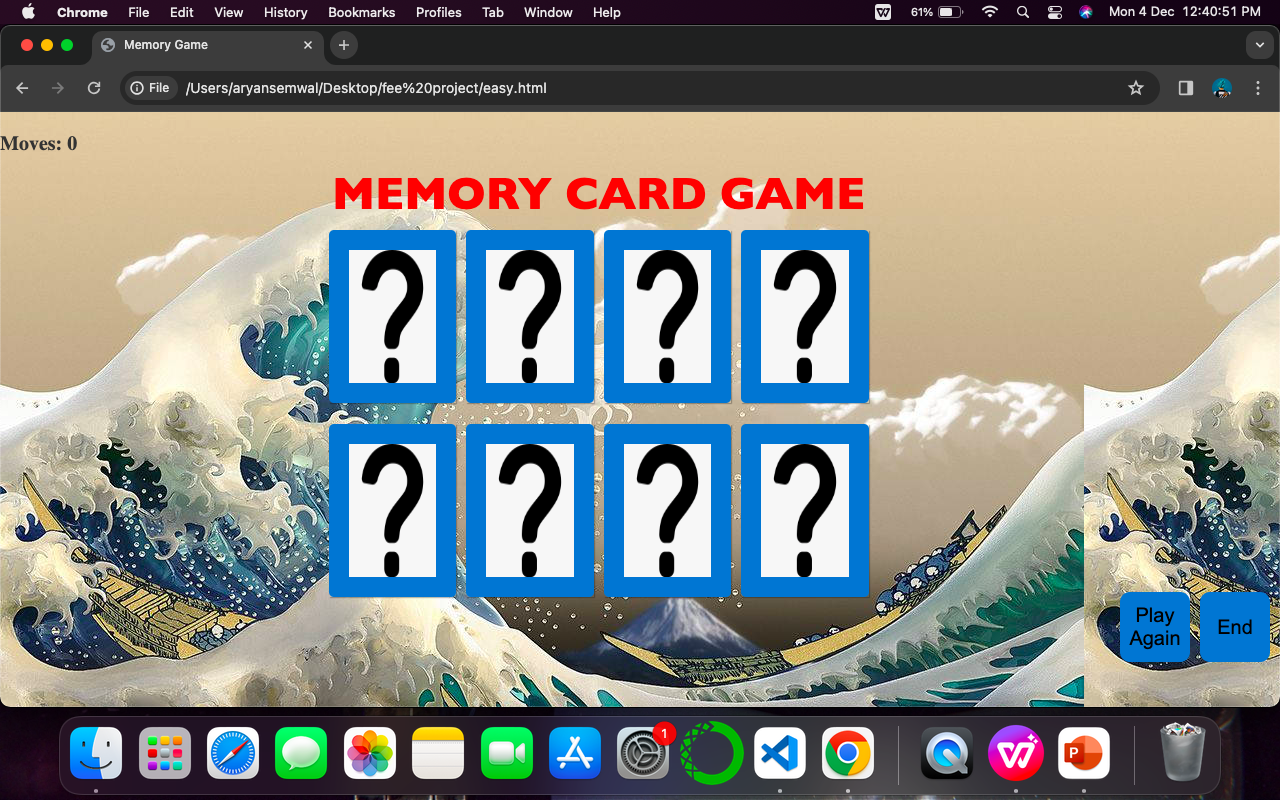 Chrome File Edit View History Bookmarks Profiles Tab Window Help 61% Mon 4 Dec 12:40:51 PM
Memory Game
File /Users/aryansemwal/Desktop/fee%20project/easy.html
Moves: 0
MEMORY CARD GAME
? ? ? ?
? ? ? ?
Play
Again
End
1
P